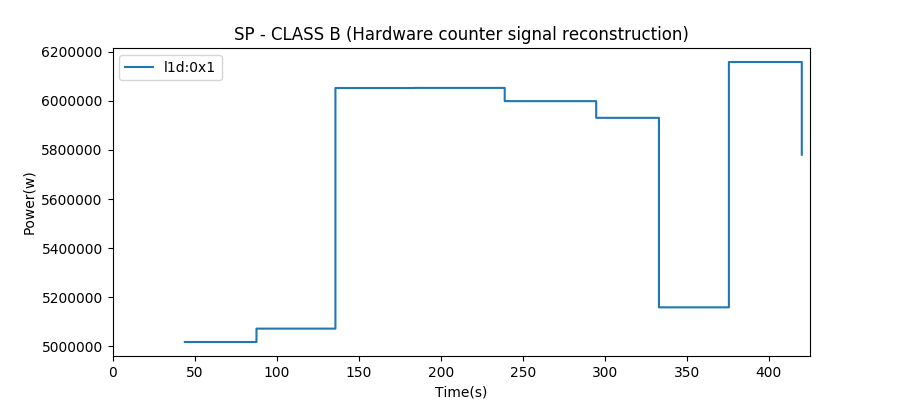 SP - CLASS B (Hardware counter signal reconstruction)
l1d:0x1
Power(w)
6200000
6000000
5800000
5600000
5400000
5200000
5000000
0 50 100 150 200 250 300 350 400
Time(s)